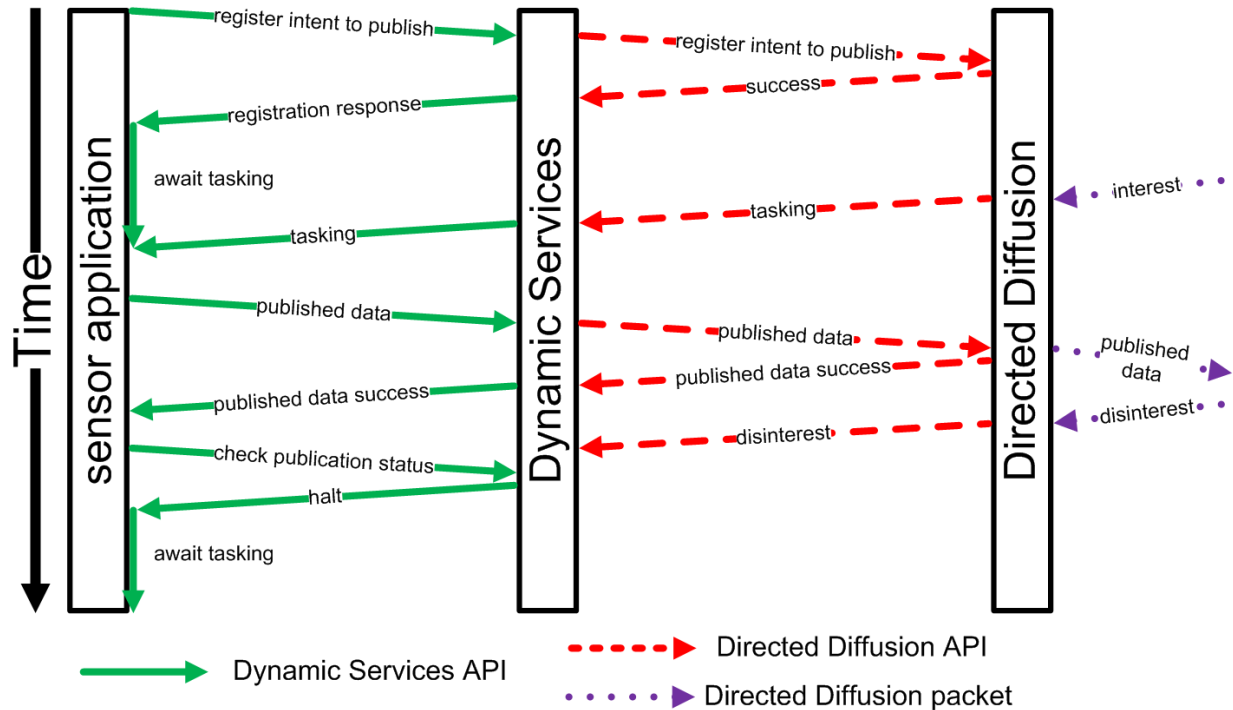 register intent to publish
register intent to publish
success
registration response
await tasking
interest
tasking
tasking
published data
published data
published
data
published data success
published data success
disinterest
disinterest
check publication status
halt
await tasking
Time
sensor application
Dynamic Services
Directed Diffusion
Dynamic Services API
Directed Diffusion API
Directed Diffusion packet